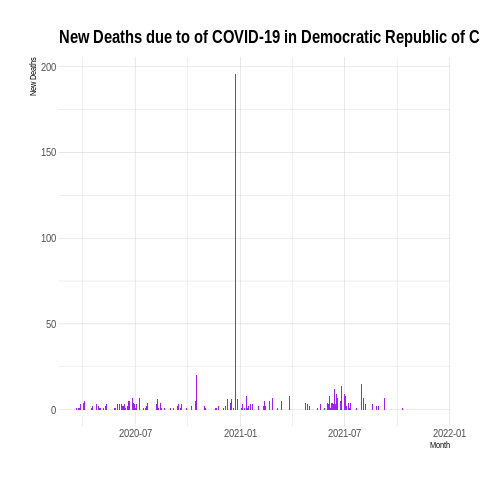 New Deaths due to of COVID-19 in Democratic Republic of C
New Deaths
200
150
100
50
0
2020-07 2021-01 2021-07 2022-01
Month